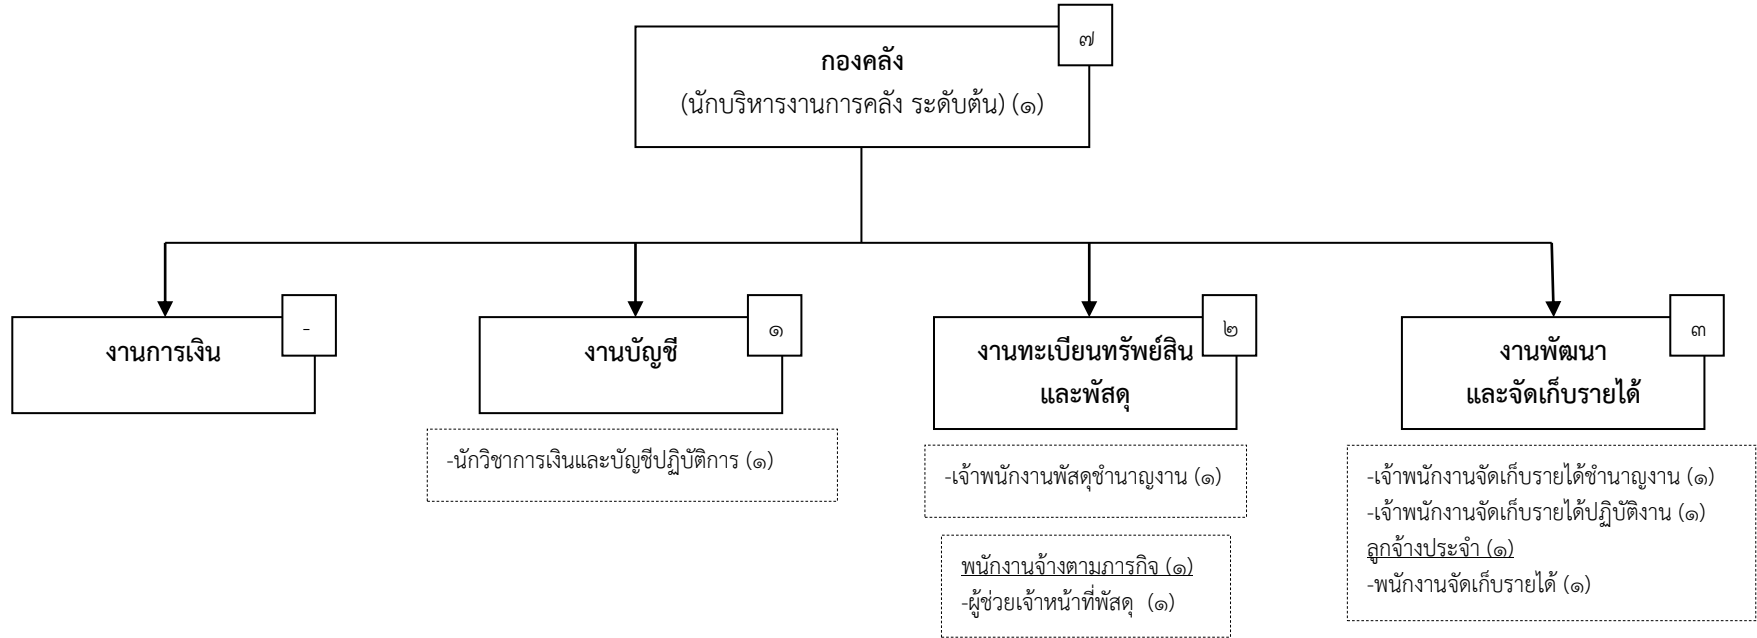 ๗
กองคลัง
(นักบริหารงานการคลัง ระดับต้น) (๑)
-
งานการเงิน
๑
งานบัญชี
-นักวิชาการเงินและบัญชีปฏิบัติการ (๑)
๒
งานทะเบียนทรัพย์สิน
และพัสดุ
-เจ้าพนักงานพัสดุชำนาญงาน (๑)
พนักงานจ้างตามภารกิจ (๑)
-ผู้ช่วยเจ้าหน้าที่พัสดุ (๑)
๓
งานพัฒนา
และจัดเก็บรายได้
-เจ้าพนักงานจัดเก็บรายได้ชำนาญงาน (๑)
-เจ้าพนักงานจัดเก็บรายได้ปฏิบัติงาน (๑)
ลูกจ้างประจำ (๑)
-พนักงานจัดเก็บรายได้ (๑)